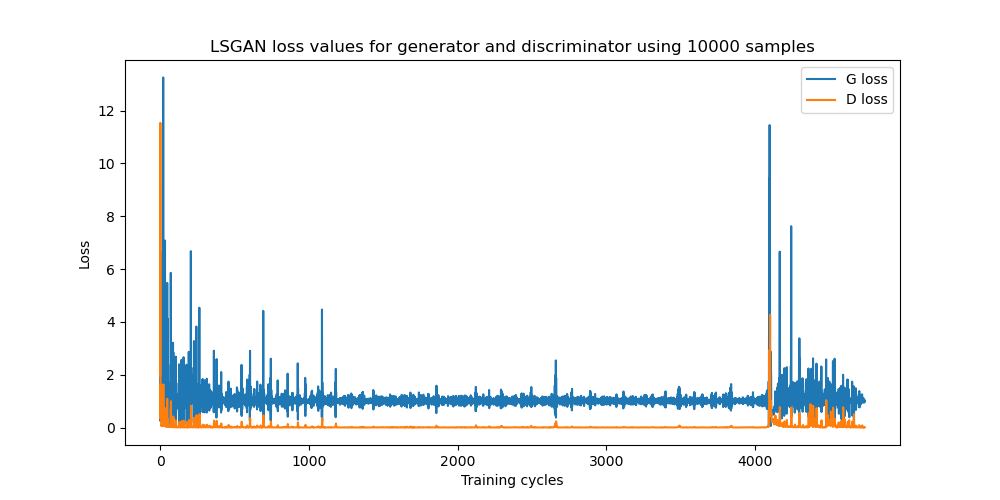 LSGAN loss values for generator and discriminator using 10000 samples
G loss
D loss
12
10
8
6
4
2
0
Loss
0 1000 2000 3000 4000
Training cycles